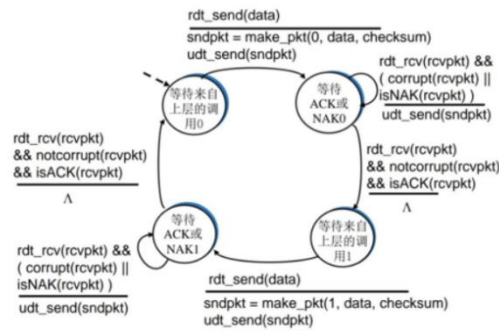 rdt_send(data)
sndpkt = make_pkt(0, data, checksum)
udt_send(sndpkt)
等待来自
上层的调
用0
等待
ACK或
NAK0
rdt_rcv(rcvpkt) &&
( corrupt(rcvpkt) ||
isNAK(rcvpkt) )
udt_send(sndpkt)
rdt_rcv(rcvpkt)
&& notcorrupt(rcvpkt)
&& isACK(rcvpkt)
Λ
rdt_rcv(rcvpkt)
&& notcorrupt(rcvpkt)
&& isACK(rcvpkt)
Λ
等待
ACK或
NAK1
等待来自
上层的调
用1
rdt_rcv(rcvpkt) &&
( corrupt(rcvpkt) ||
isNAK(rcvpkt) )
udt_send(sndpkt)
rdt_send(data)
sndpkt = make_pkt(1, data, checksum)
udt_send(sndpkt)